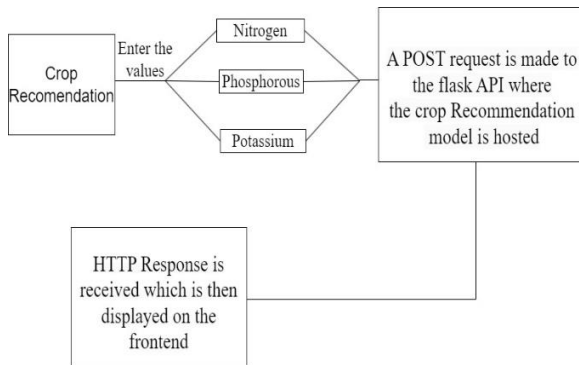 Crop
Recomendation
Enter the
values
Nitrogen
Phosphorous
Potassium
A POST request is made to
the flask API where
the crop Recommendation
model is hosted
HTTP Response is
received which is then
displayed on the
frontend